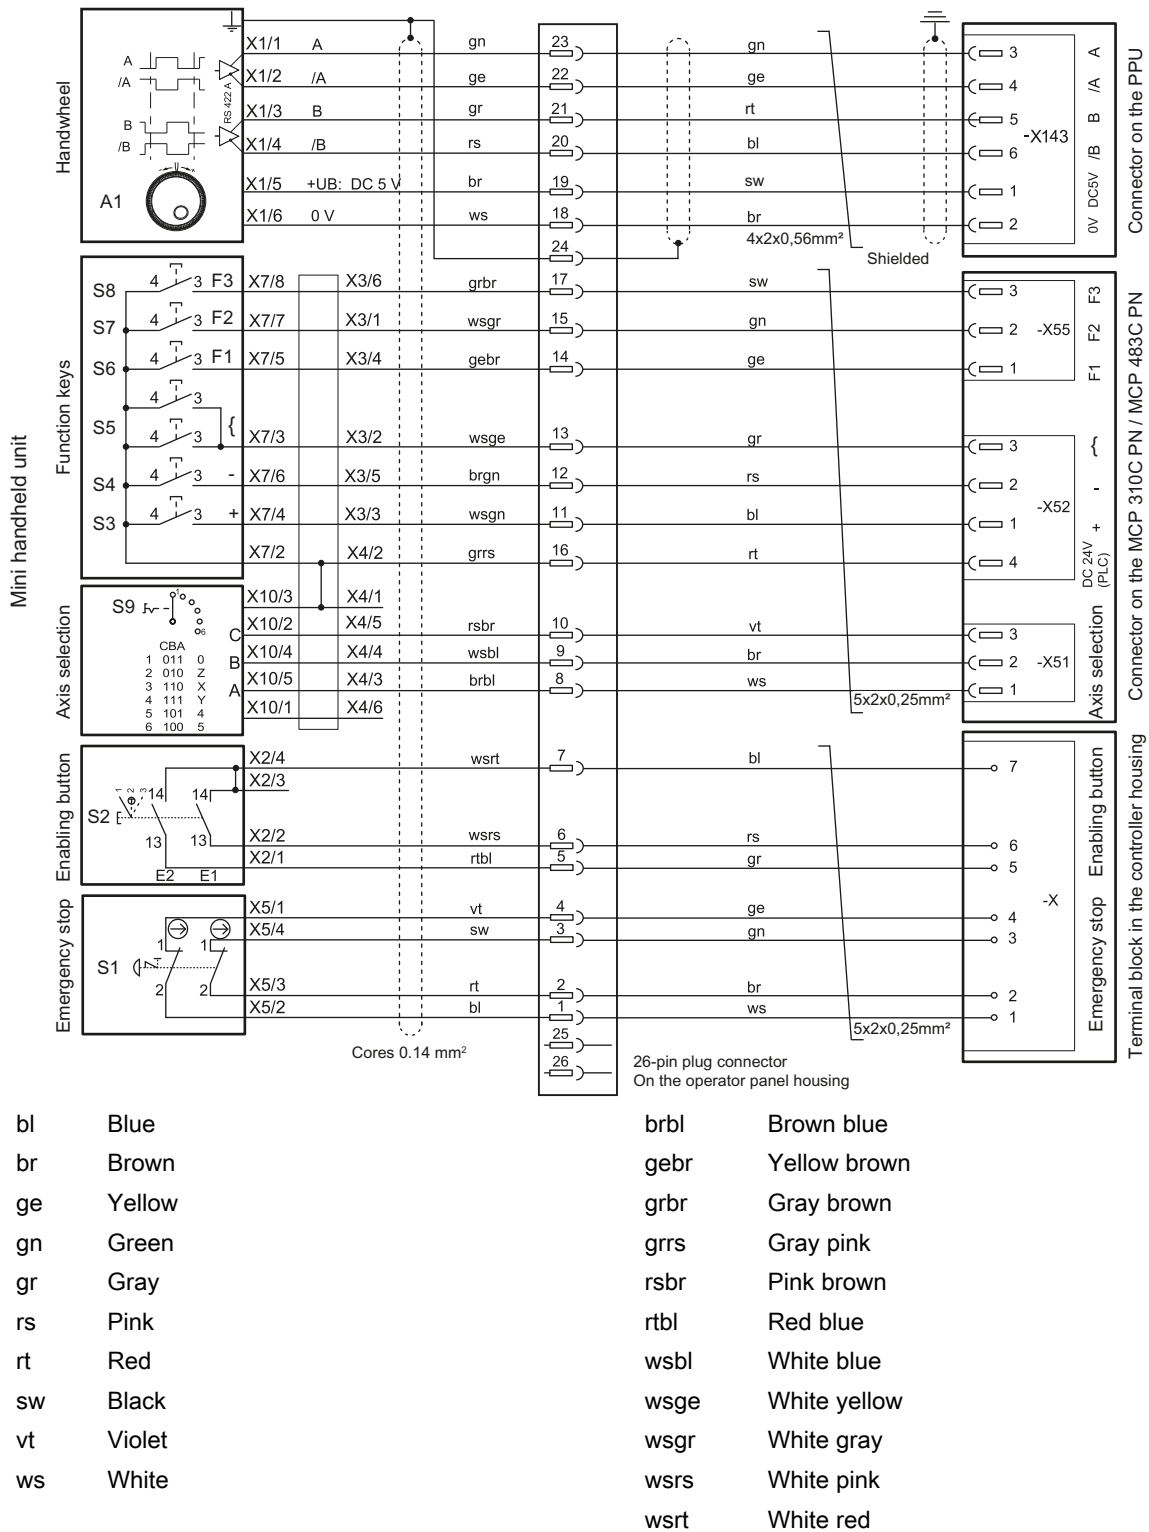 Mini handheld unit
Handwheel
A
/A
B
/B
RS 422 A
A1
X1/1 A gn 23 gn 3 A
X1/2 /A ge 22 ge 4 /A
X1/3 B gr 21 rt 5 B
X1/4 /B rs 20 bl 6 /B
X1/5 +UB: DC 5 V br 19 sw 1 DC5V
X1/6 0 V ws 18 br 2 0V
-X143
Connector on the PPU
4x2x0,56mm²
24
Shielded
Function keys
S8 4 3 F3 X7/8 X3/6 grbr 17 sw 3 F3
S7 4 3 F2 X7/7 X3/1 wsgr 15 gn 2 -X55 F2
S6 4 3 F1 X7/5 X3/4 gebr 14 ge 1 F1
4 3
S5 {
4 3 X7/3 X3/2 wsge 13 gr 3 {
S4 4 3 - X7/6 X3/5 brgn 12 rs 2 -
-X52
S3 4 3 + X7/4 X3/3 wsgn 11 bl 1 +
X7/2 X4/2 grrs 16 rt 4 DC 24V (PLC)
Connector on the MCP 310C PN / MCP 483C PN
Axis selection
S9
1
6
X10/3 X4/1
C X10/2 X4/5 rsbr 10 vt 3
B X10/4 X4/4 wsbl 9 br 2 -X51
A X10/5 X4/3 brbl 8 ws 1
X10/1 X4/6
CBA
1 011 0
2 010 Z
3 110 X
4 111 Y
5 101 4
6 100 5
5x2x0,25mm²
Axis selection
Enabling button
S2
1 2 3
14 14
13 13
E2 E1
X2/4 wsrt 7 bl 7
X2/3
X2/2 wsrs 6 rs 6
X2/1 rtbl 5 gr 5
Enabling button
Emergency stop
S1
1 1
2 2
X5/1 vt 4 ge 4
X5/4 sw 3 gn 3
X5/3 rt 2 br 2
X5/2 bl 1 ws 1
-X
Emergency stop
Terminal block in the controller housing
5x2x0,25mm²
25
26
Cores 0.14 mm²
26-pin plug connector
On the operator panel housing
bl Blue
br Brown
ge Yellow
gn Green
gr Gray
rs Pink
rt Red
sw Black
vt Violet
ws White
brbl Brown blue
gebr Yellow brown
grbr Gray brown
grrs Gray pink
rsbr Pink brown
rtbl Red blue
wsbl White blue
wsge White yellow
wsgr White gray
wsrs White pink
wsrt White red